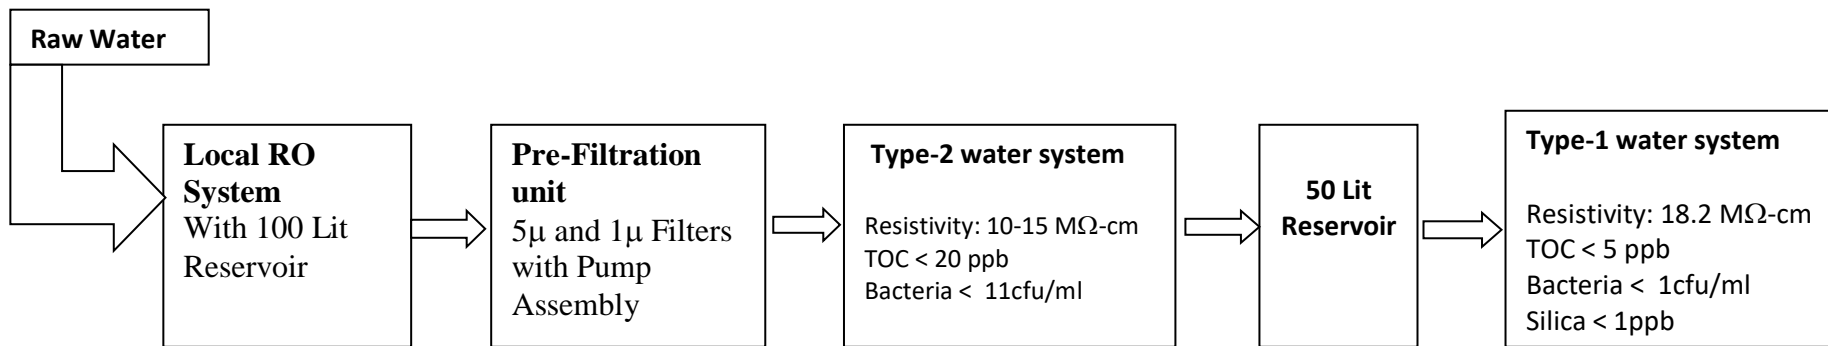 Raw Water
Local RO
System
With 100 Lit
Reservoir
Pre-Filtration
unit
5μ and 1μ Filters
with Pump
Assembly
Type-2 water system
Resistivity: 10-15 MΩ-cm
TOC < 20 ppb
Bacteria <  11cfu/ml
50 Lit
Reservoir
Type-1 water system
Resistivity: 18.2 MΩ-cm
TOC < 5 ppb
Bacteria <  1cfu/ml
Silica < 1ppb